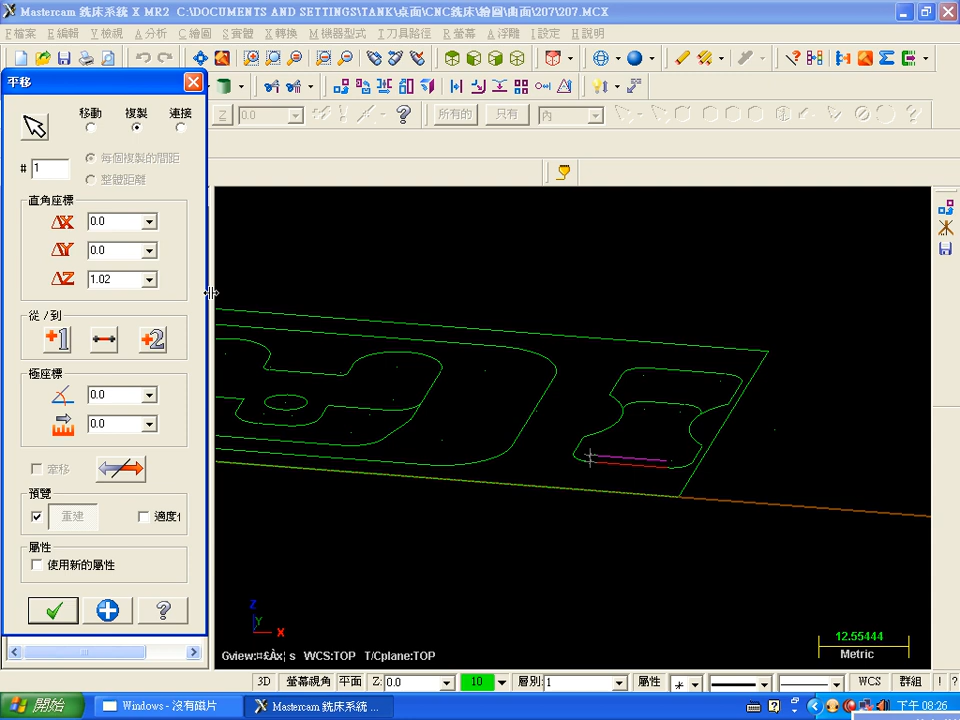 Mastercam 銑床系統 X MR2 C:\DOCUMENTS AND SETTINGS\TANK\桌面\CNC銑床\繪圖\曲面\207\207.MCX
F檔案 E編輯 V檢視 A分析 C繪圖 S實體 X轉換 M機器型式 I刀具路徑 R螢幕 A浮雕 I設定 H說明
平移
Z 0.0 所有的 只有 內
移動 複製 連接
# 1
每個複製的間距
整體距離
直角座標
ΔX 0.0
ΔY 0.0
ΔZ 1.02
從 /到
+1 +2
極座標
0.0
0.0
牽移
預覽
重建 適度化
屬性
使用新的屬性
Z
Y
X
Gview:¤£Àx¦s WCS:TOP T/Cplane:TOP
12.55444
Metric
3D 螢幕視角 平面 Z: 0.0 10 層別: 1 屬性 WCS 群組 ! ?
開始 Windows - 沒有磁片 Mastercam 銑床系統 ... 下午 08:26